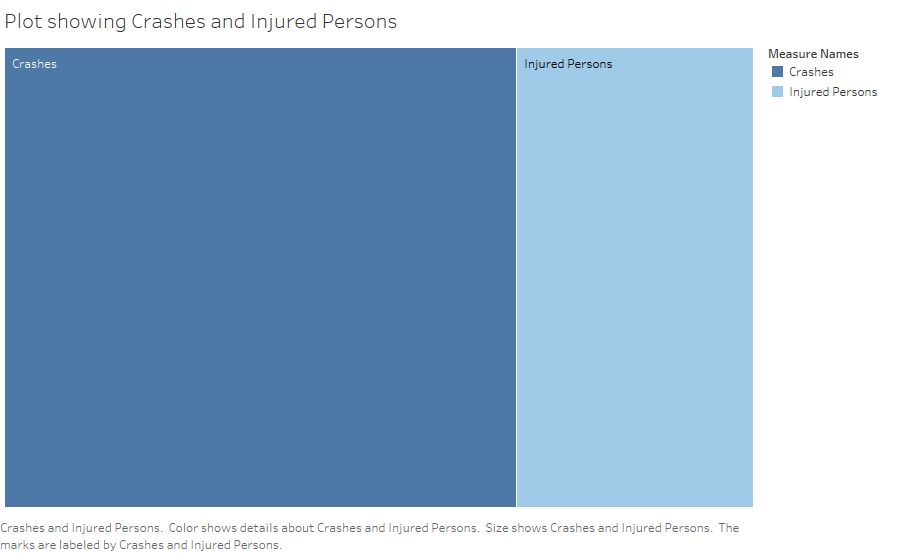 Plot showing Crashes and Injured Persons
Crashes
Injured Persons
Measure Names
Crashes
Injured Persons
Crashes and Injured Persons.  Color shows details about Crashes and Injured Persons.  Size shows Crashes and Injured Persons.  The
marks are labeled by Crashes and Injured Persons.